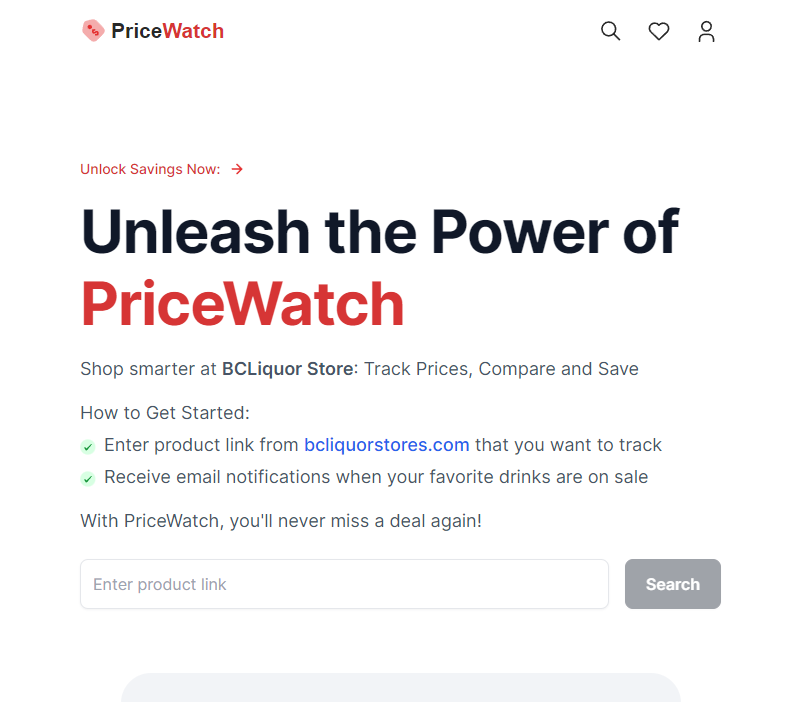 PriceWatch
Unlock Savings Now:
Unleash the Power of
PriceWatch
Shop smarter at BCLiquor Store: Track Prices, Compare and Save
How to Get Started:
Enter product link from bcliquorstores.com that you want to track
Receive email notifications when your favorite drinks are on sale
With PriceWatch, you'll never miss a deal again!
Enter product link
Search